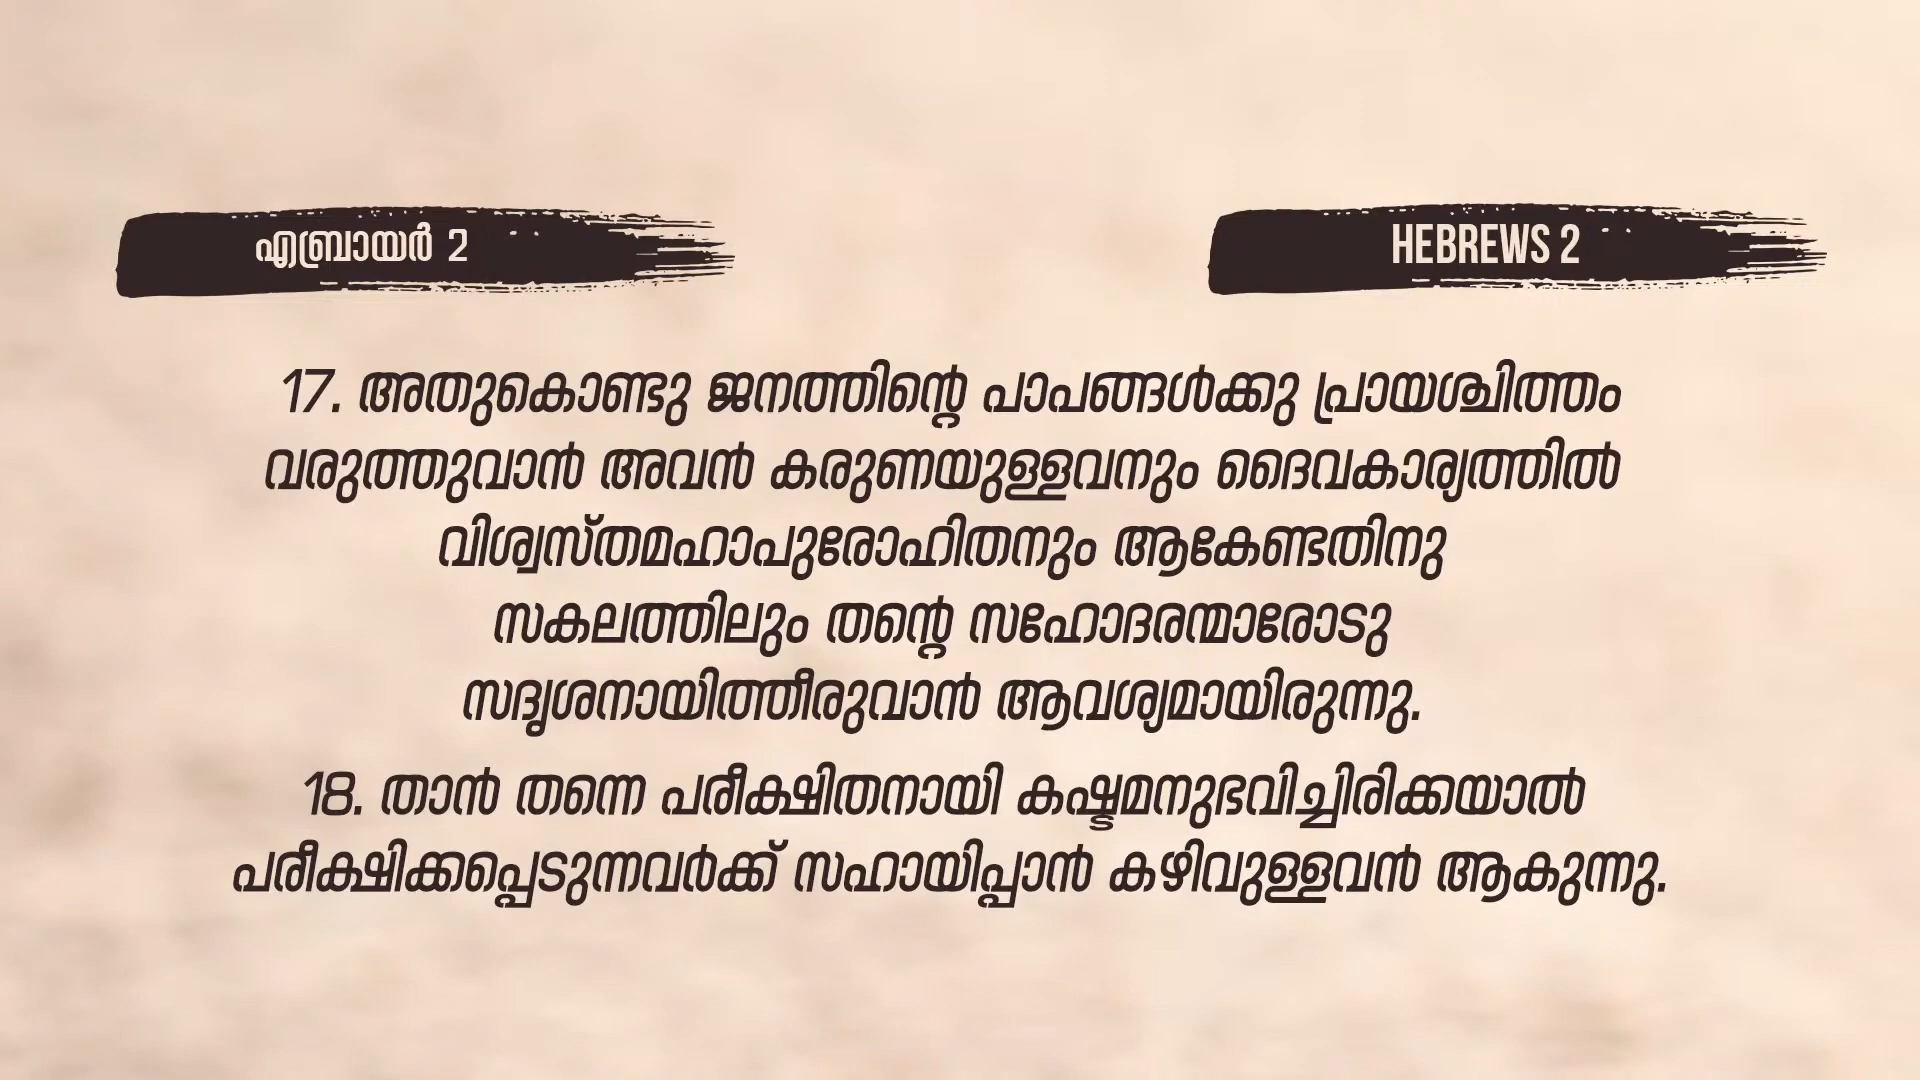 എബ്രായർ 2
HEBREWS 2
17. അതുകൊണ്ടു ജനത്തിന്റെ പാപങ്ങൾക്കു പ്രായശ്ചിത്തം
വരുത്തുവാൻ അവൻ കരുണയുള്ളവനും ദൈവകാര്യത്തിൽ
വിശ്വസ്തമഹാപുരോഹിതനും ആകേണ്ടതിനു
സകലത്തിലും തന്റെ സഹോദരന്മാരോടു
സദൃശനായിത്തീരുവാൻ ആവശ്യമായിരുന്നു.
18. താൻ തന്നെ പരീക്ഷിതനായി കഷ്ടമനുഭവിച്ചിരിക്കയാൽ
പരീക്ഷിക്കപ്പെടുന്നവർക്ക് സഹായിപ്പാൻ കഴിവുള്ളവൻ ആകുന്നു.